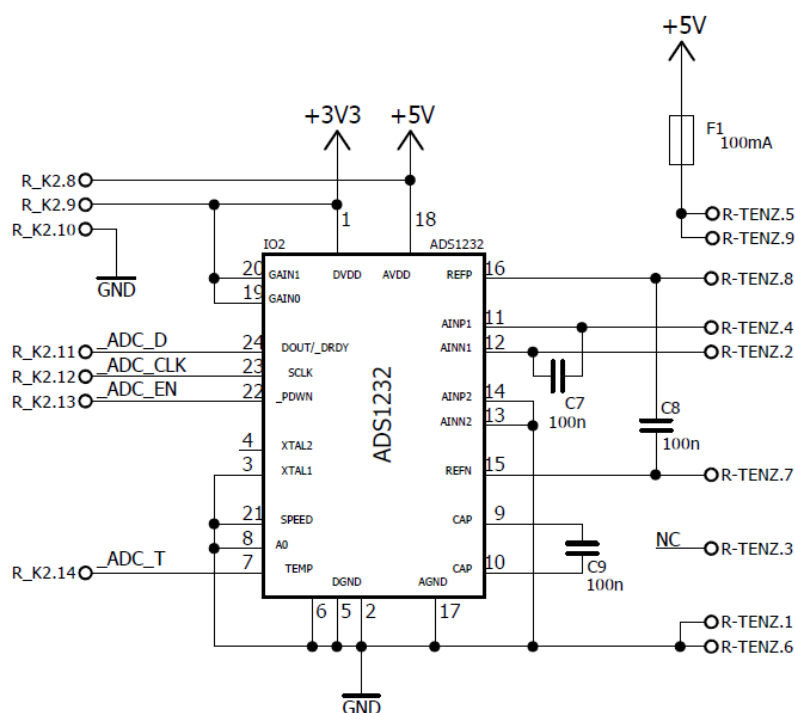 +5V
F1
100mA
+3V3
+5V
R_K2.8
R_K2.9
R_K2.10
GND
1
18
IO2
ADS1232
20
GAIN1
DVDD
AVDD
REFP
16
R-TENZ.5
R-TENZ.9
R-TENZ.8
19
GAIN0
AINP1
11
R-TENZ.4
R_K2.11
_ADC_D
24
DOUT/_DRDY
AINN1
12
R-TENZ.2
R_K2.12
_ADC_CLK
23
SCLK
R_K2.13
_ADC_EN
22
_PDWN
AINP2
14
C7
100n
C8
100n
AINN2
13
ADS1232
4
XTAL2
3
XTAL1
REFN
15
R-TENZ.7
21
SPEED
CAP
9
8
A0
NC
R-TENZ.3
R_K2.14
_ADC_T
7
TEMP
CAP
10
C9
100n
DGND
AGND
6
5
2
17
R-TENZ.1
R-TENZ.6
GND